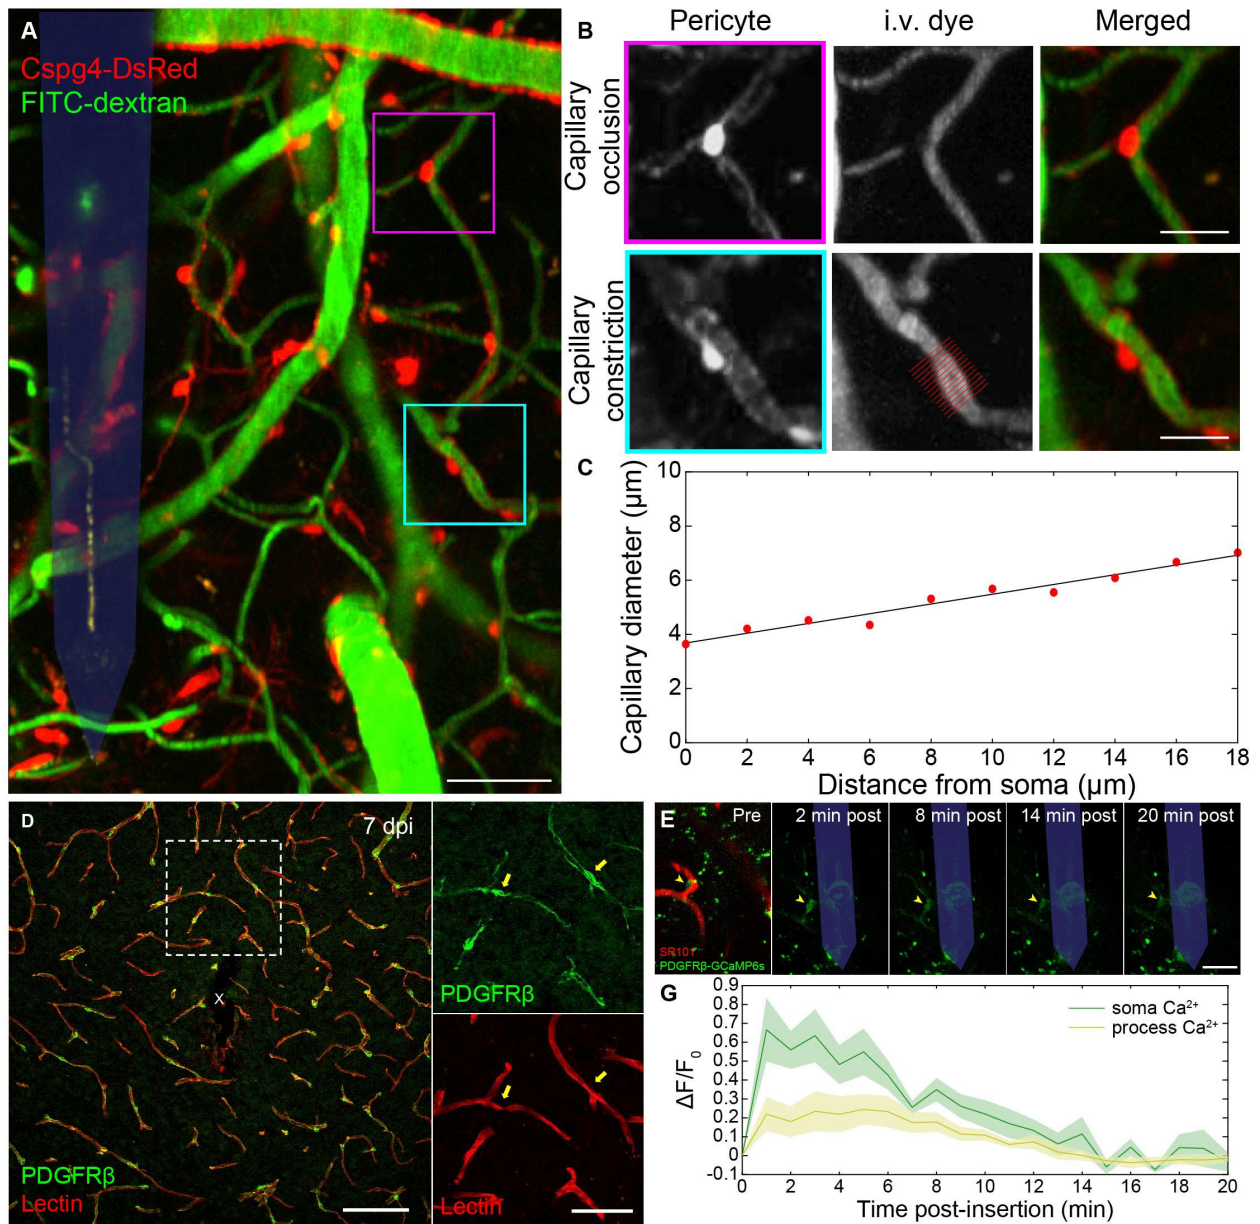 A
Cspg4-DsRed
FITC-dextran
B
Pericyte
i.v. dye
Merged
Capillary
occlusion
Capillary
constriction
C
Capillary diameter (µm)
10
8
6
4
2
0
0 2 4 6 8 10 12 14 16 18
Distance from soma (µm)
D
7 dpi
X
PDGFRβ
Lectin
PDGFRβ
Lectin
E
Pre
2 min post
8 min post
14 min post
20 min post
SR101
PDGFRβ-GCaMP6s
G
soma Ca²⁺
process Ca²⁺
ΔF/F₀
0.9
0.8
0.7
0.6
0.5
0.4
0.3
0.2
0.1
0
-0.1
0 2 4 6 8 10 12 14 16 18 20
Time post-insertion (min)